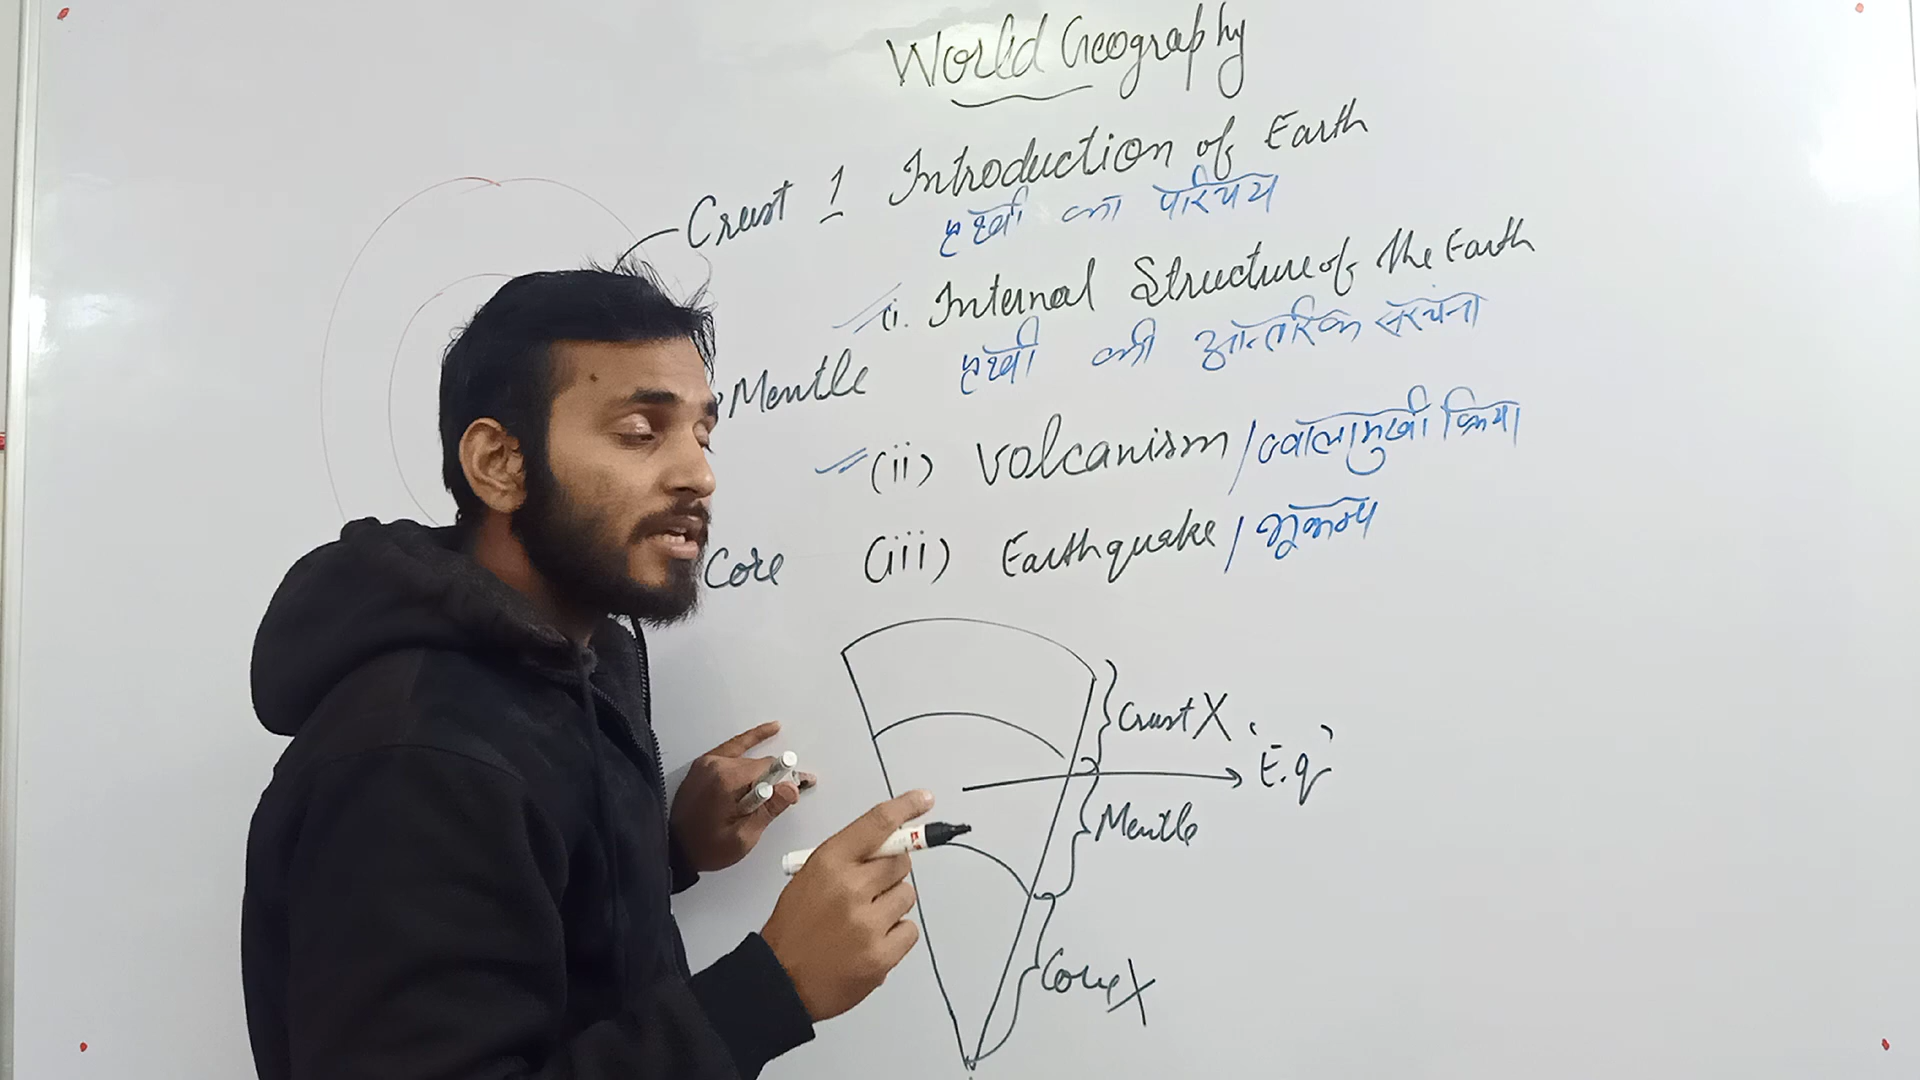 World Geography
Crust 1 Introduction of Earth
पृथ्वी का परिचय
i. Internal Structure of the Earth
पृथ्वी की आन्तरिक संरचना
Mentle
(ii) Volcanism / ज्वालामुखी क्रिया
(iii) Earthquake / भूकम्प
Core
Crust X
E.q
Mentle
Core X